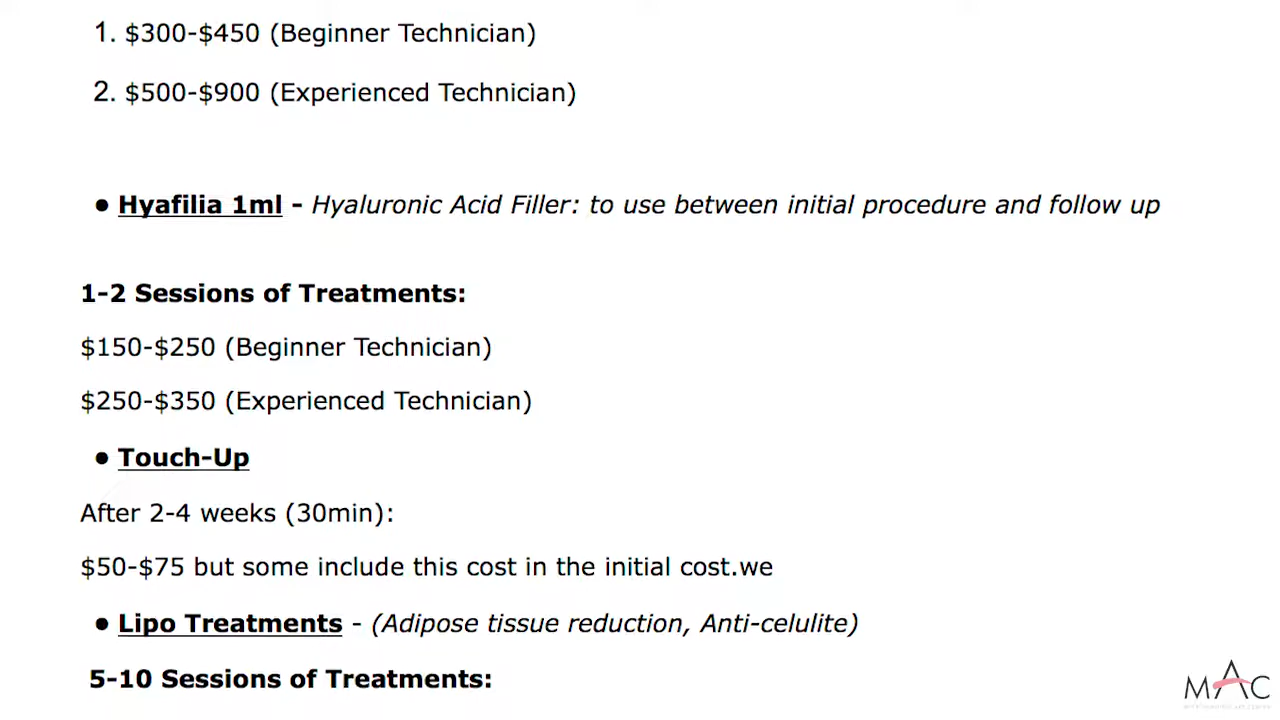 1. $300-$450 (Beginner Technician)
2. $500-$900 (Experienced Technician)
● Hyafilia 1ml - Hyaluronic Acid Filler: to use between initial procedure and follow up
1-2 Sessions of Treatments:
$150-$250 (Beginner Technician)
$250-$350 (Experienced Technician)
● Touch-Up
After 2-4 weeks (30min):
$50-$75 but some include this cost in the initial cost.we
● Lipo Treatments - (Adipose tissue reduction, Anti-celulite)
5-10 Sessions of Treatments:
MAC